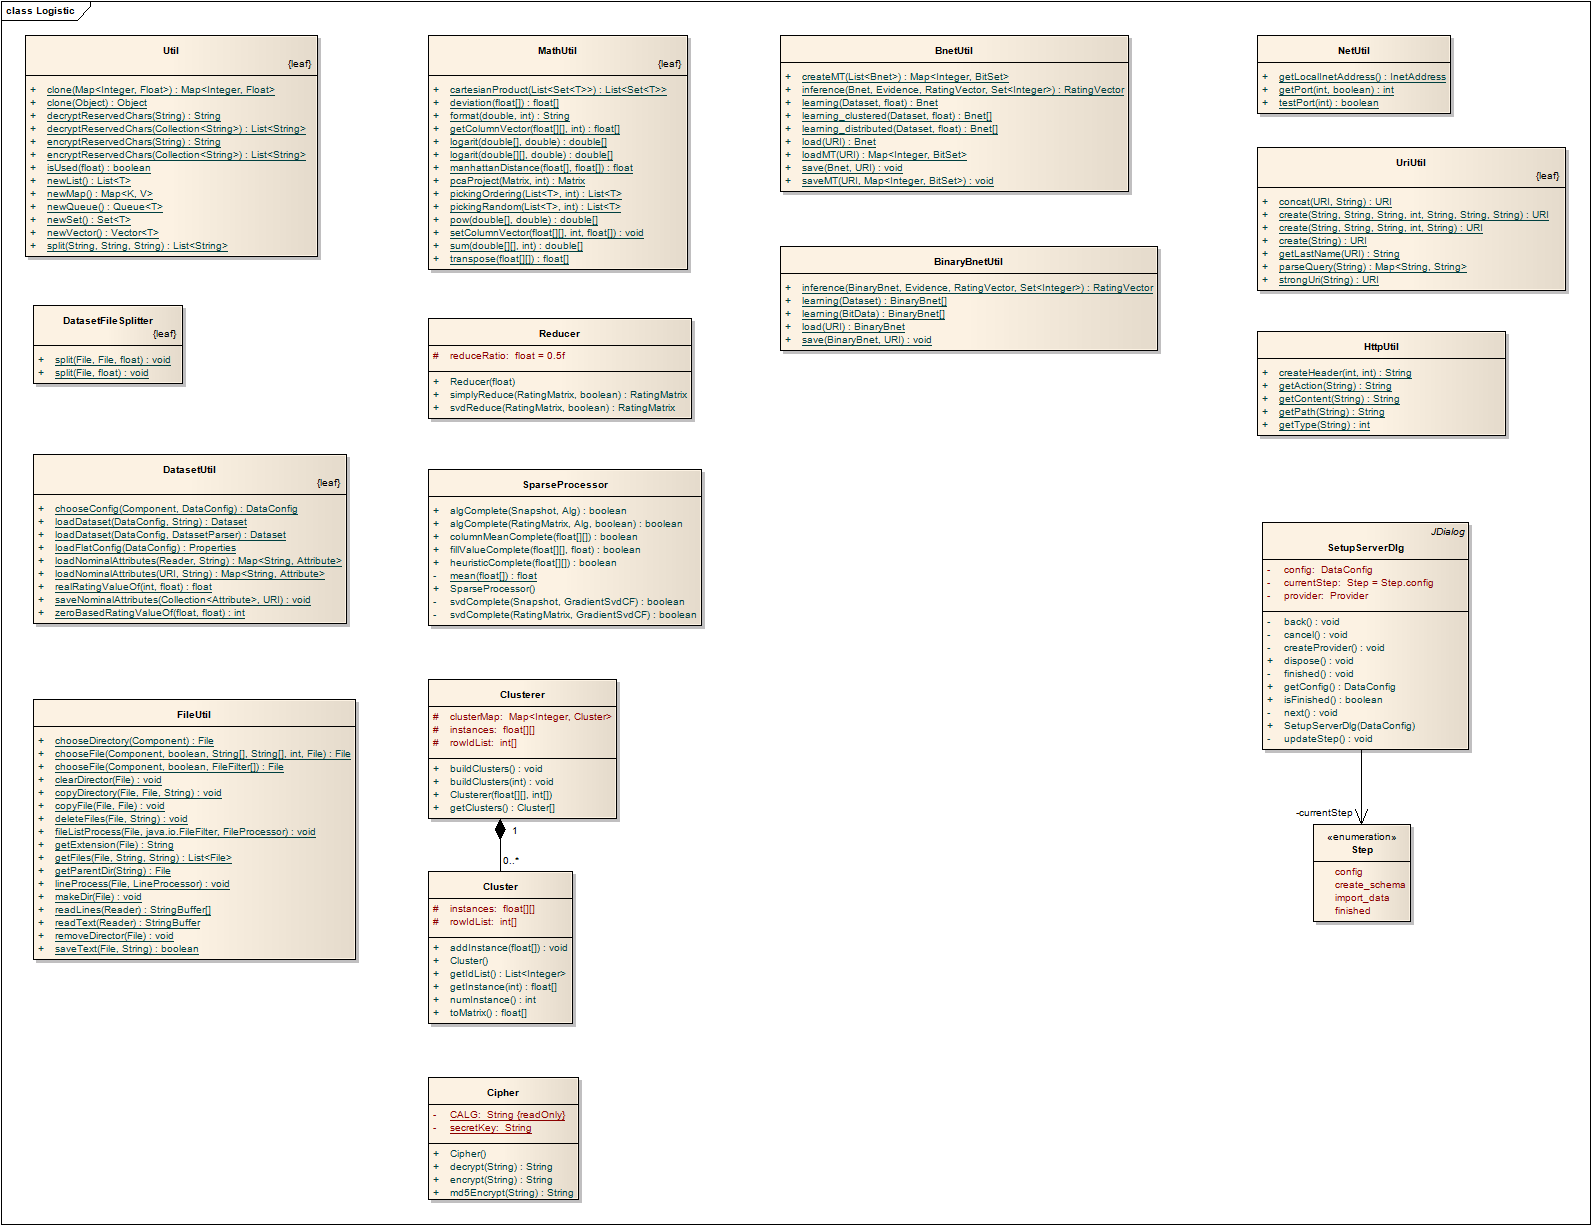 class Logistic
Util
{leaf}
+ clone(Map<Integer, Float>) : Map<Integer, Float>
+ clone(Object) : Object
+ decryptReservedChars(String) : String
+ decryptReservedChars(Collection<String>) : List<String>
+ encryptReservedChars(String) : String
+ encryptReservedChars(Collection<String>) : List<String>
+ isUsed(float) : boolean
+ newList() : List<T>
+ newMap() : Map<K, V>
+ newQueue() : Queue<T>
+ newSet() : Set<T>
+ newVector() : Vector<T>
+ split(String, String, String) : List<String>
DatasetFileSplitter
{leaf}
+ split(File, File, float) : void
+ split(File, float) : void
DatasetUtil
{leaf}
+ chooseConfig(Component, DataConfig) : DataConfig
+ loadDataset(DataConfig, String) : Dataset
+ loadDataset(DataConfig, DatasetParser) : Dataset
+ loadFlatConfig(DataConfig) : Properties
+ loadNominalAttributes(Reader, String) : Map<String, Attribute>
+ loadNominalAttributes(URI, String) : Map<String, Attribute>
+ realRatingValueOf(int, float) : float
+ saveNominalAttributes(Collection<Attribute>, URI) : void
+ zeroBasedRatingValueOf(float, float) : int
FileUtil
+ chooseDirectory(Component) : File
+ chooseFile(Component, boolean, String[], String[], int, File) : File
+ chooseFile(Component, boolean, FileFilter[]) : File
+ clearDirector(File) : void
+ copyDirectory(File, File, String) : void
+ copyFile(File, File) : void
+ deleteFiles(File, String) : void
+ fileListProcess(File, java.io.FileFilter, FileProcessor) : void
+ getExtension(File) : String
+ getFiles(File, String, String) : List<File>
+ getParentDir(String) : File
+ lineProcess(File, LineProcessor) : void
+ makeDir(File) : void
+ readLines(Reader) : StringBuffer[]
+ readText(Reader) : StringBuffer
+ removeDirector(File) : void
+ saveText(File, String) : boolean
MathUtil
{leaf}
+ cartesianProduct(List<Set<T>>) : List<Set<T>>
+ deviation(float[]) : float[]
+ format(double, int) : String
+ getColumnVector(float[][], int) : float[]
+ logarit(double[], double) : double[]
+ logarit(double[][], double) : double[]
+ manhattanDistance(float[], float[]) : float
+ pcaProject(Matrix, int) : Matrix
+ pickingOrdering(List<T>, int) : List<T>
+ pickingRandom(List<T>, int) : List<T>
+ pow(double[], double) : double[]
+ setColumnVector(float[][], int, float[]) : void
+ sum(double[][], int) : double[]
+ transpose(float[][]) : float[]
Reducer
# reduceRatio: float = 0.5f
+ Reducer(float)
+ simplyReduce(RatingMatrix, boolean) : RatingMatrix
+ svdReduce(RatingMatrix, boolean) : RatingMatrix
SparseProcessor
+ algComplete(Snapshot, Alg) : boolean
+ algComplete(RatingMatrix, Alg, boolean) : boolean
+ columnMeanComplete(float[][]) : boolean
+ fillValueComplete(float[][], float) : boolean
+ heuristicComplete(float[][]) : boolean
- mean(float[]) : float
+ SparseProcessor()
- svdComplete(Snapshot, GradientSvdCF) : boolean
- svdComplete(RatingMatrix, GradientSvdCF) : boolean
Clusterer
# clusterMap: Map<Integer, Cluster>
# instances: float[][]
# rowIdList: int[]
+ buildClusters() : void
+ buildClusters(int) : void
+ Clusterer(float[][], int[])
+ getClusters() : Cluster[]
1
0..*
Cluster
# instances: float[][]
# rowIdList: int[]
+ addInstance(float[]) : void
+ Cluster()
+ getIdList() : List<Integer>
+ getInstance(int) : float[]
+ numInstance() : int
+ toMatrix() : float[]
Cipher
- CALG: String {readOnly}
- secretKey: String
+ Cipher()
+ decrypt(String) : String
+ encrypt(String) : String
+ md5Encrypt(String) : String
BnetUtil
+ createMT(List<Bnet>) : Map<Integer, BitSet>
+ inference(Bnet, Evidence, RatingVector, Set<Integer>) : RatingVector
+ learning(Dataset, float) : Bnet
+ learning_clustered(Dataset, float) : Bnet[]
+ learning_distributed(Dataset, float) : Bnet[]
+ load(URI) : Bnet
+ loadMT(URI) : Map<Integer, BitSet>
+ save(Bnet, URI) : void
+ saveMT(URI, Map<Integer, BitSet>) : void
BinaryBnetUtil
+ inference(BinaryBnet, Evidence, RatingVector, Set<Integer>) : RatingVector
+ learning(Dataset) : BinaryBnet[]
+ learning(BitData) : BinaryBnet[]
+ load(URI) : BinaryBnet
+ save(BinaryBnet, URI) : void
NetUtil
+ getLocalInetAddress() : InetAddress
+ getPort(int, boolean) : int
+ testPort(int) : boolean
UriUtil
{leaf}
+ concat(URI, String) : URI
+ create(String, String, String, int, String, String, String) : URI
+ create(String, String, String, int, String) : URI
+ create(String) : URI
+ getLastName(URI) : String
+ parseQuery(String) : Map<String, String>
+ strongUri(String) : URI
HttpUtil
+ createHeader(int, int) : String
+ getAction(String) : String
+ getContent(String) : String
+ getPath(String) : String
+ getType(String) : int
JDialog
SetupServerDlg
- config: DataConfig
- currentStep: Step = Step.config
- provider: Provider
- back() : void
- cancel() : void
- createProvider() : void
+ dispose() : void
- finished() : void
+ getConfig() : DataConfig
+ isFinished() : boolean
- next() : void
+ SetupServerDlg(DataConfig)
- updateStep() : void
-currentStep
«enumeration»
Step
config
create_schema
import_data
finished